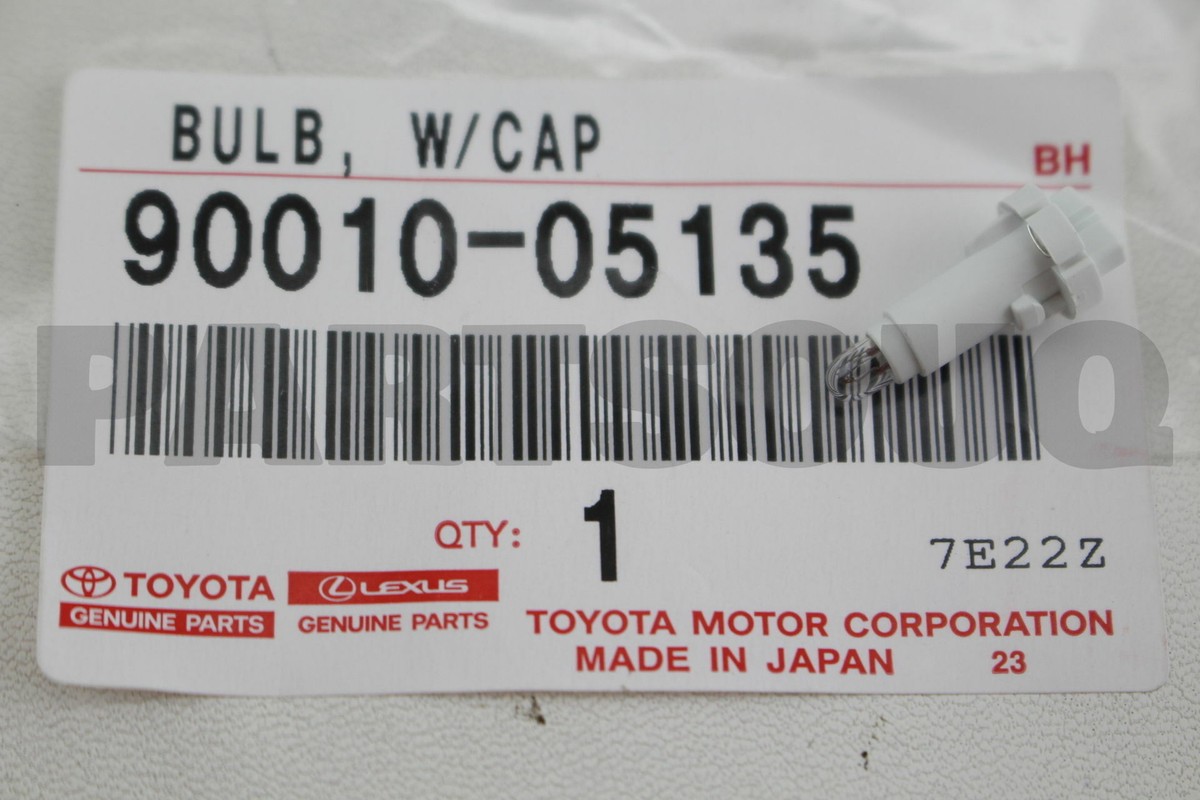 BULB, W/CAP
BH
90010-05135
PARTSOUQ
QTY: 1
7E22Z
TOYOTA
GENUINE PARTS
LEXUS
GENUINE PARTS
TOYOTA MOTOR CORPORATION
MADE IN JAPAN 23